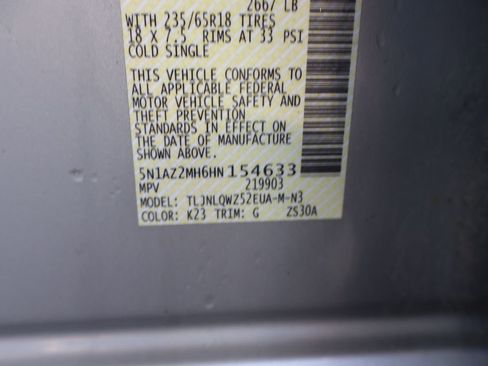 2667 LB
WITH 235/65R18 TIRES
18 X 7.5 RIMS AT 33 PSI
COLD SINGLE
THIS VEHICLE CONFORMS TO
ALL APPLICABLE FEDERAL
MOTOR VEHICLE SAFETY AND
THEFT PREVENTION
STANDARDS IN EFFECT ON
THE DATE OF MANUFACTURE
SHOWN ABOVE.
5N1AZ2MH6HN154633
MPV 219903
MODEL: TLJNLQWZ52EUA-M-N3
COLOR: K23 TRIM: G ZS30A